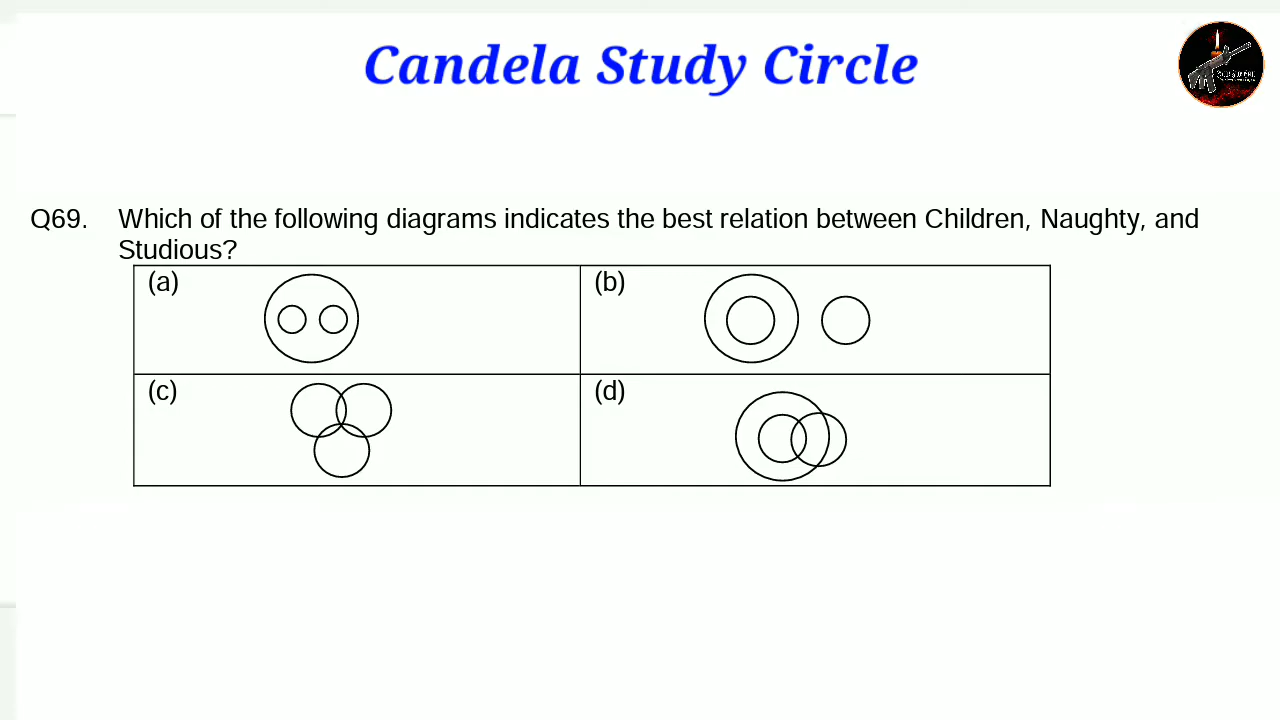 Candela Study Circle
Q69. Which of the following diagrams indicates the best relation between Children, Naughty, and
Studious?
(a) (b)
(c) (d)